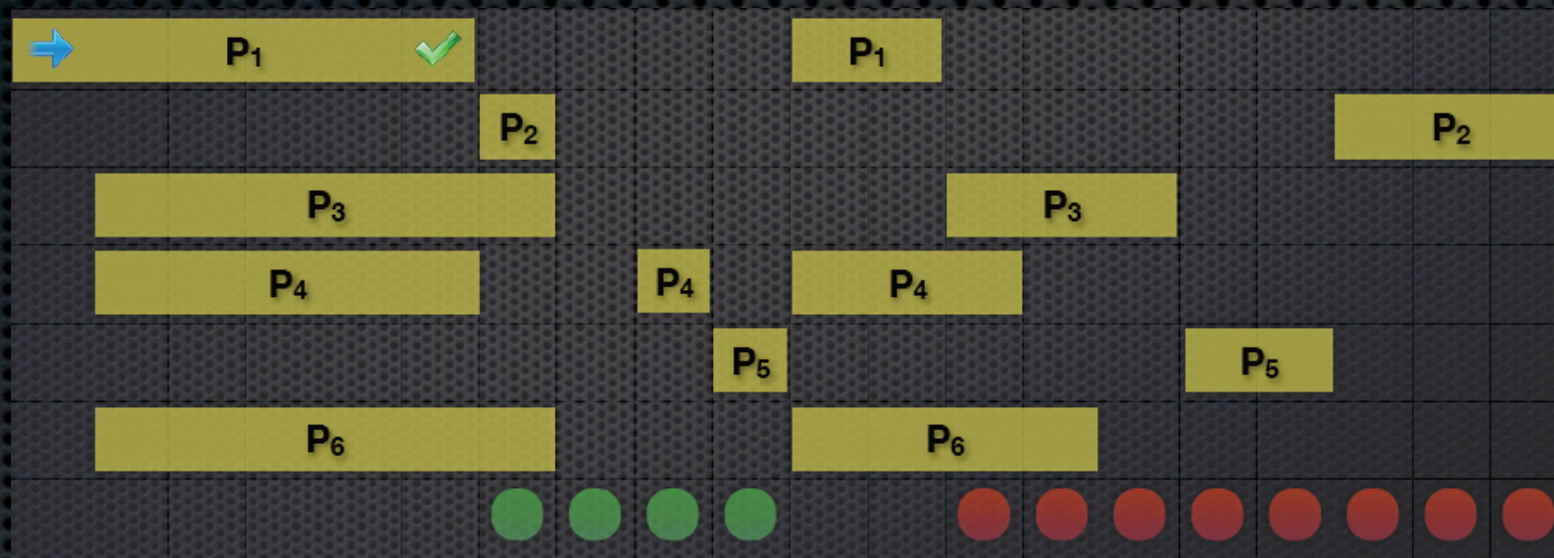 P₁ P₁
P₂ P₂
P₃ P₃
P₄ P₄ P₄
P₅ P₅
P₆ P₆